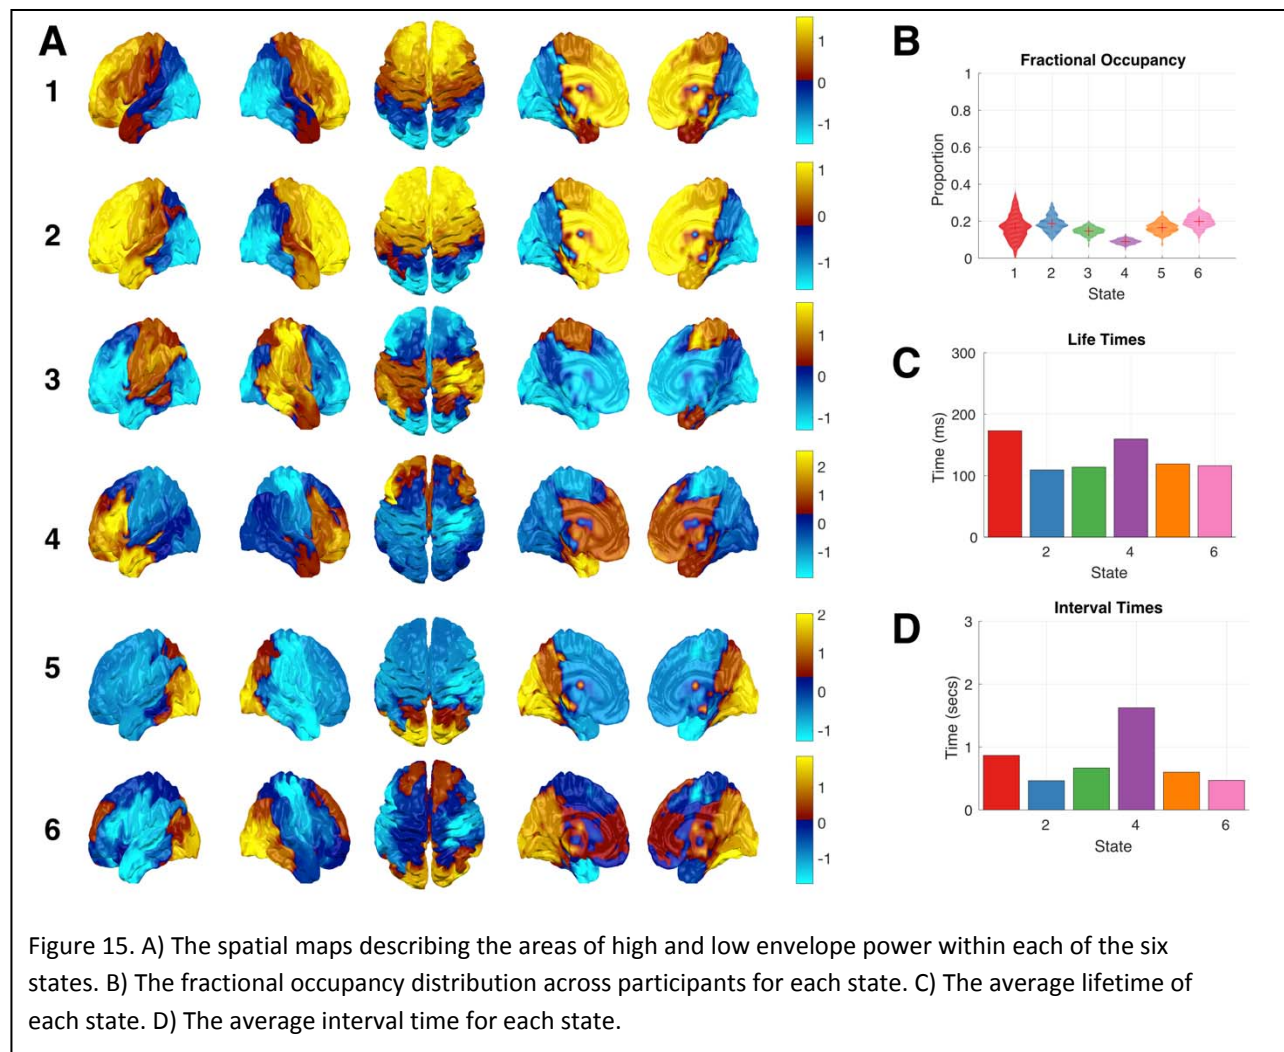 A
1
1
0
-1
2
1
0
-1
3
1
0
-1
4
2
1
0
-1
5
2
1
0
-1
6
1
0
-1
B
Fractional Occupancy
1
0.8
0.6
0.4
0.2
0
Proportion
1 2 3 4 5 6
State
C
Life Times
300
200
100
0
Time (ms)
2 4 6
State
D
Interval Times
3
2
1
0
Time (secs)
2 4 6
State
Figure 15. A) The spatial maps describing the areas of high and low envelope power within each of the six
states. B) The fractional occupancy distribution across participants for each state. C) The average lifetime of
each state. D) The average interval time for each state.